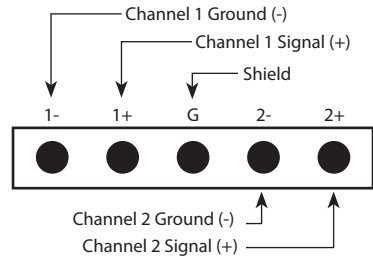 Channel 1 Ground (-)
Channel 1 Signal (+)
Shield
1- 1+ G 2- 2+
Channel 2 Ground (-)
Channel 2 Signal (+)